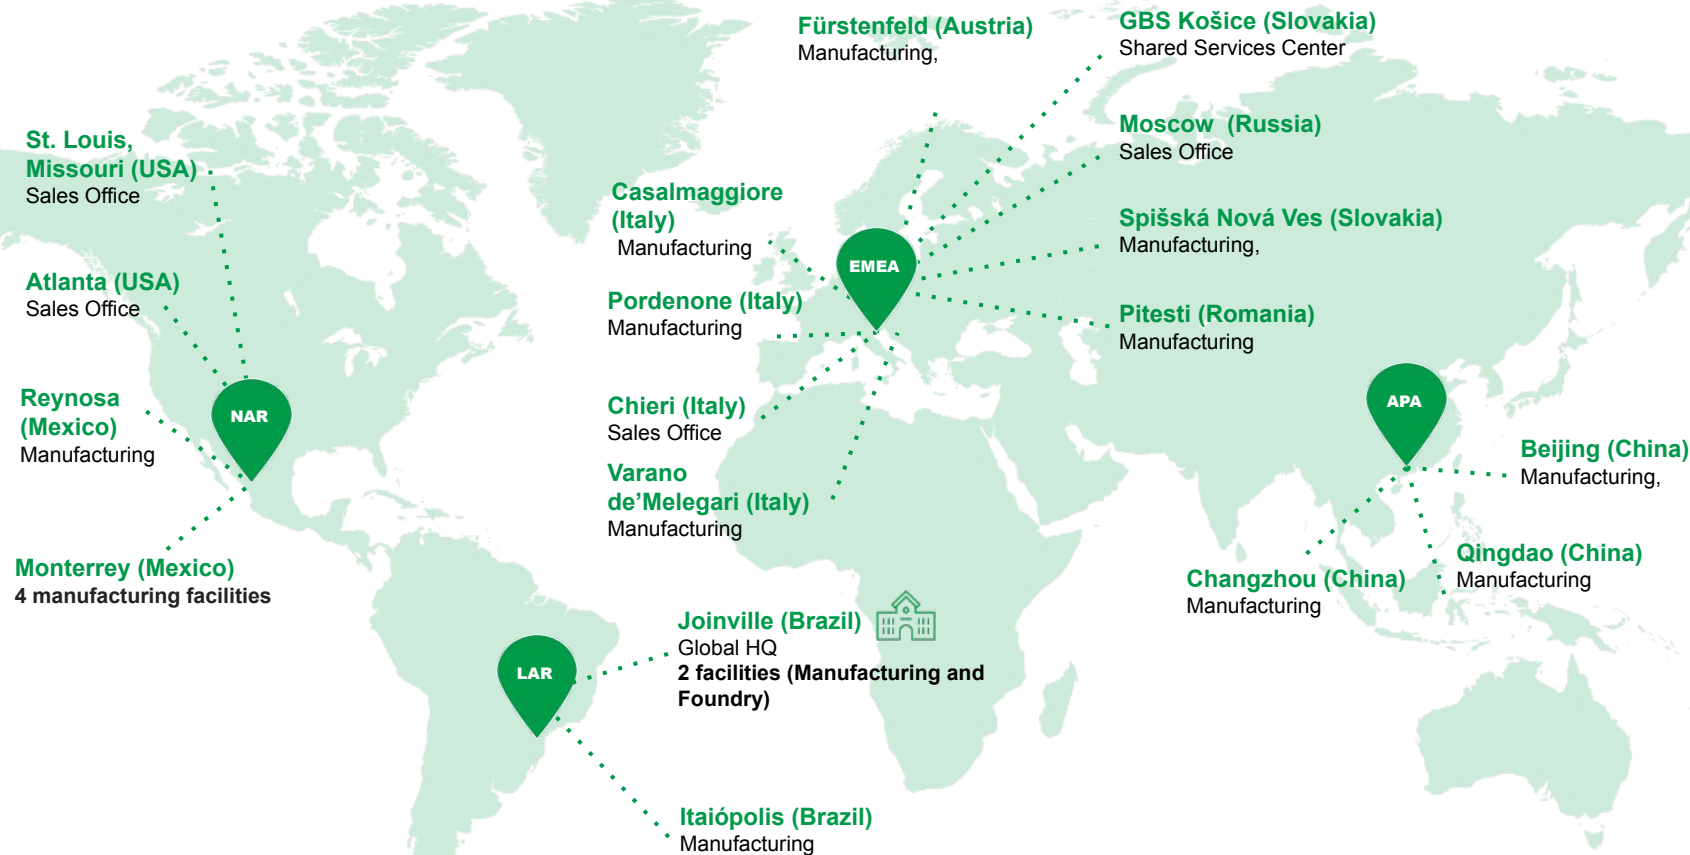 Fürstenfeld (Austria)
Manufacturing,
GBS Košice (Slovakia)
Shared Services Center
St. Louis,
Missouri (USA)
Sales Office
Moscow (Russia)
Sales Office
Casalmaggiore
(Italy)
Manufacturing
Spišská Nová Ves (Slovakia)
Manufacturing,
EMEA
Atlanta (USA)
Sales Office
Pordenone (Italy)
Manufacturing
Pitesti (Romania)
Manufacturing
Reynosa
(Mexico)
Manufacturing
NAR
Chieri (Italy)
Sales Office
APA
Beijing (China)
Manufacturing,
Varano
de’Melegari (Italy)
Manufacturing
Monterrey (Mexico)
4 manufacturing facilities
Changzhou (China)
Manufacturing
Qingdao (China)
Manufacturing
Joinville (Brazil)
Global HQ
2 facilities (Manufacturing and
Foundry)
LAR
Itaiópolis (Brazil)
Manufacturing